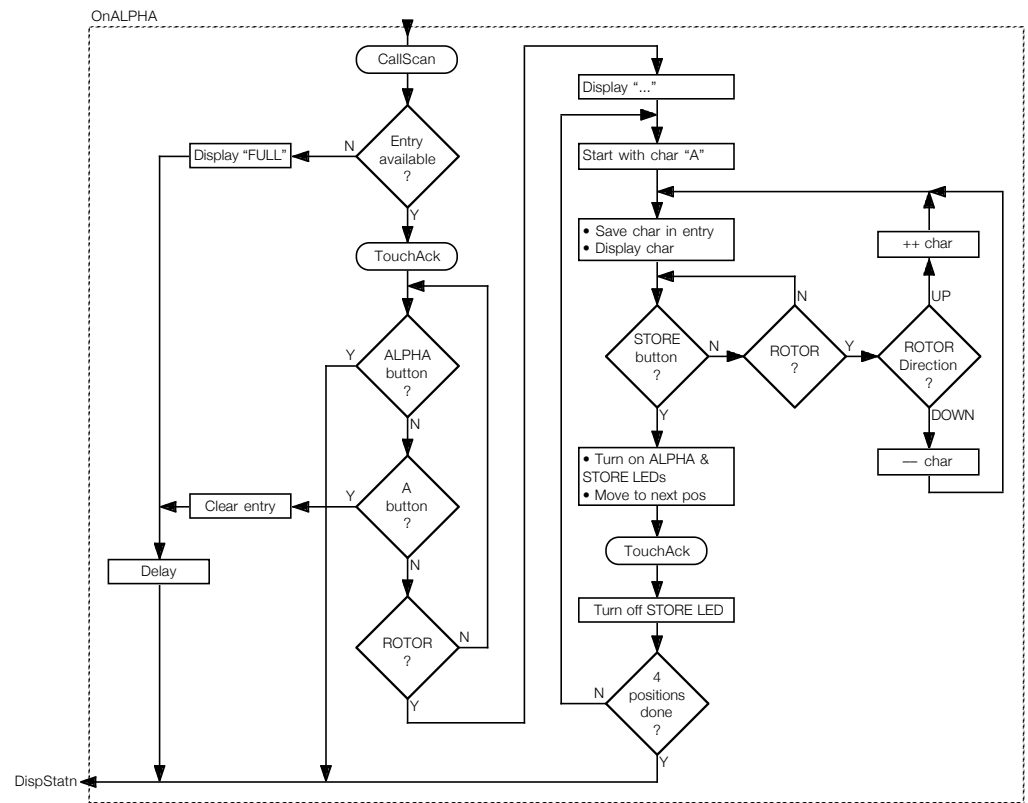 OnALPHA
CallScan
Entry
available
?
N
Y
Display “FULL”
TouchAck
ALPHA
button
?
Y
N
A
button
?
Y
N
Clear entry
Delay
ROTOR
?
N
Y
Display “...”
Start with char “A”
• Save char in entry
• Display char
STORE
button
?
N
Y
ROTOR
?
N
Y
ROTOR
Direction
?
UP
DOWN
++ char
–– char
• Turn on ALPHA &
STORE LEDs
• Move to next pos
TouchAck
Turn off STORE LED
4
positions
done
?
N
Y
DispStatn